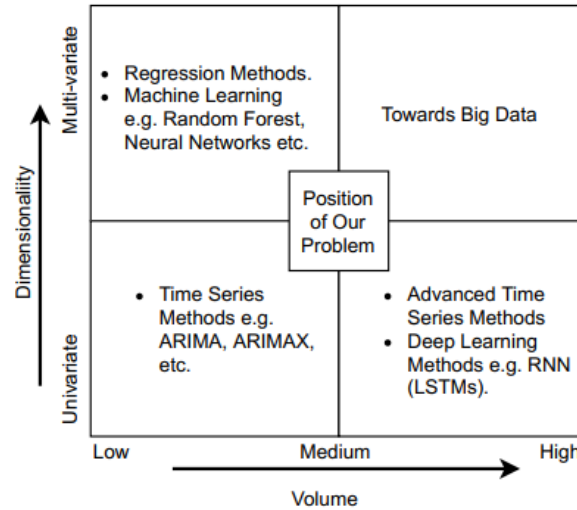 Multi-variate
Dimensionaliity
Univariate
• Regression Methods.
• Machine Learning
e.g. Random Forest,
Neural Networks etc.
Towards Big Data
Position
of Our
Problem
• Time Series
Methods e.g.
ARIMA, ARIMAX,
etc.
• Advanced Time
Series Methods
• Deep Learning
Methods e.g. RNN
(LSTMs).
Low
Medium
High
Volume